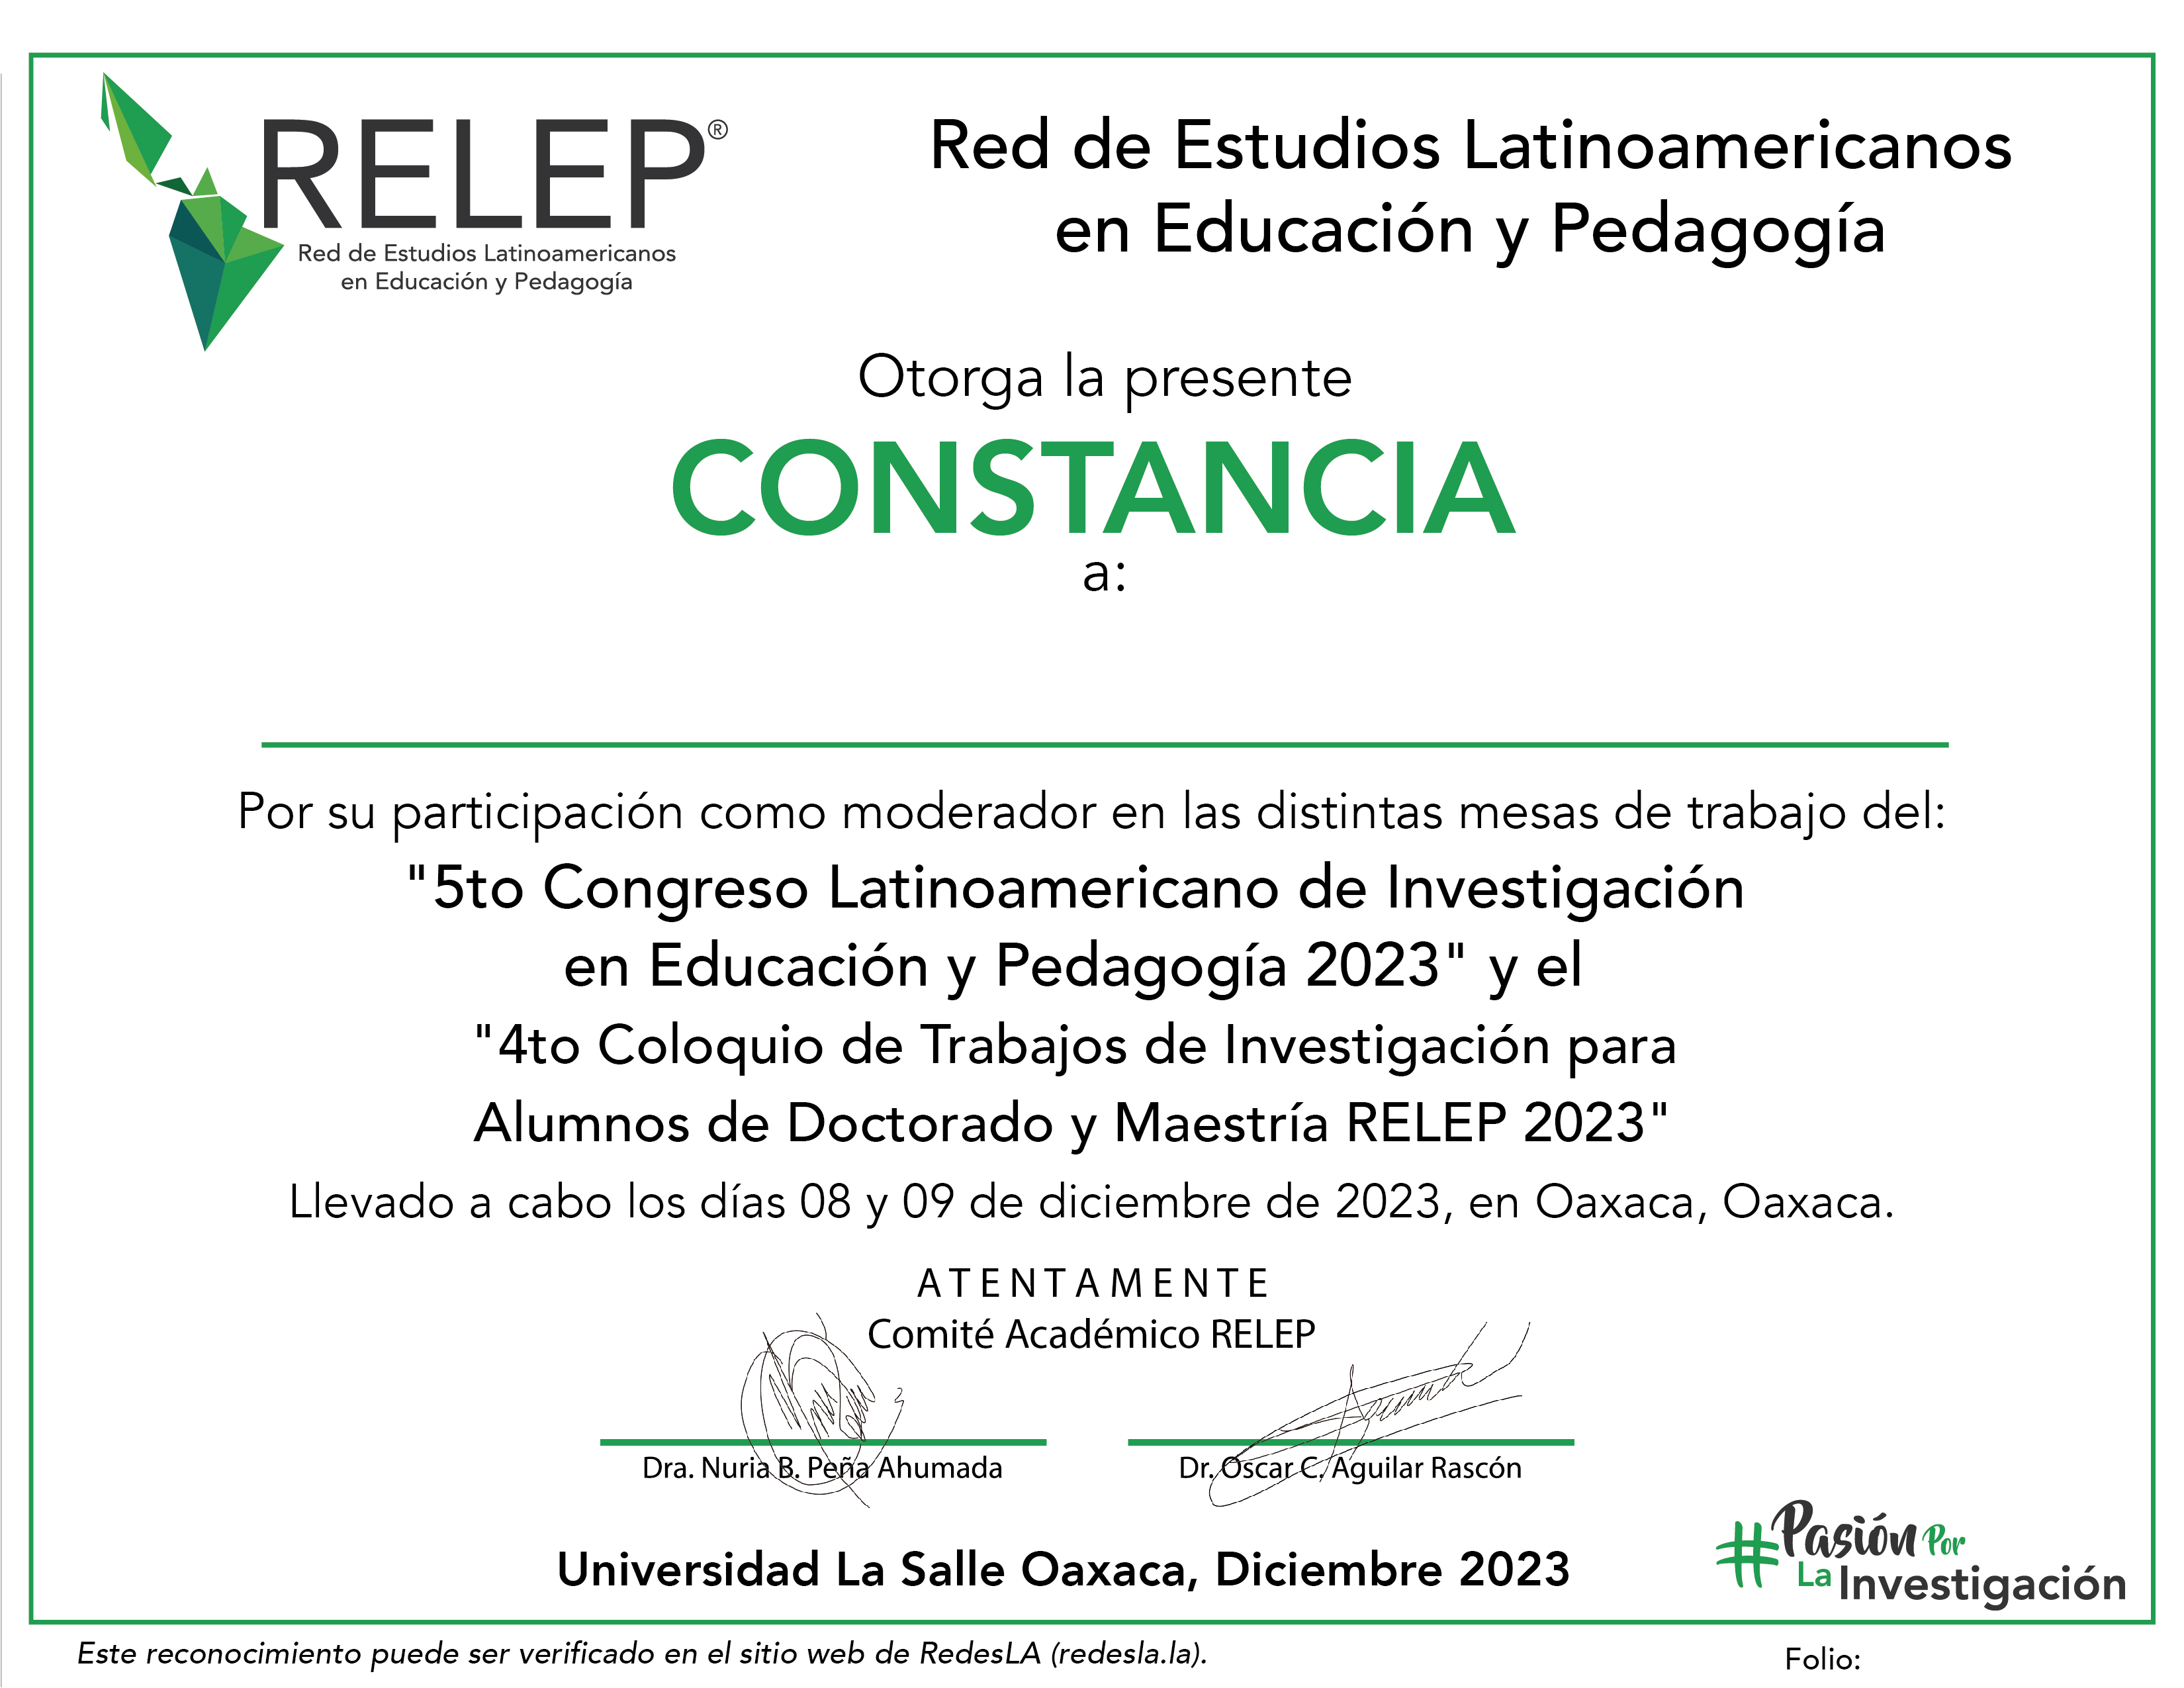 RELEP®
Red de Estudios Latinoamericanos
en Educación y Pedagogía
Red de Estudios Latinoamericanos
en Educación y Pedagogía
Otorga la presente
CONSTANCIA
a:
Por su participación como moderador en las distintas mesas de trabajo del:
"5to Congreso Latinoamericano de Investigación
en Educación y Pedagogía 2023" y el
"4to Coloquio de Trabajos de Investigación para
Alumnos de Doctorado y Maestría RELEP 2023"
Llevado a cabo los días 08 y 09 de diciembre de 2023, en Oaxaca, Oaxaca.
ATENTAMENTE
Comité Académico RELEP
Dra. Nuria B. Peña Ahumada
Dr. Oscar C. Aguilar Rascón
Universidad La Salle Oaxaca, Diciembre 2023
#Pasión Por
La Investigación
Este reconocimiento puede ser verificado en el sitio web de RedesLA (redesla.la).
Folio: